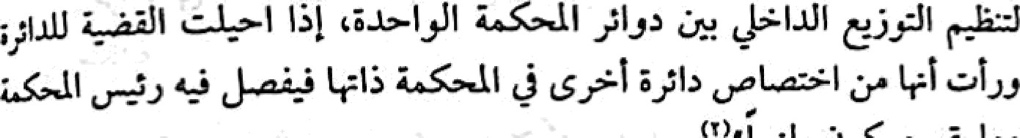 لتنظيم التوزيع الداخلي بين دوائر المحكمة الواحدة، إذا احيلت القضية للدائرة
ورأت أنها من اختصاص دائرة أخرى في المحكمة ذاتها فيفصل فيه رئيس المحكمة
(٢)